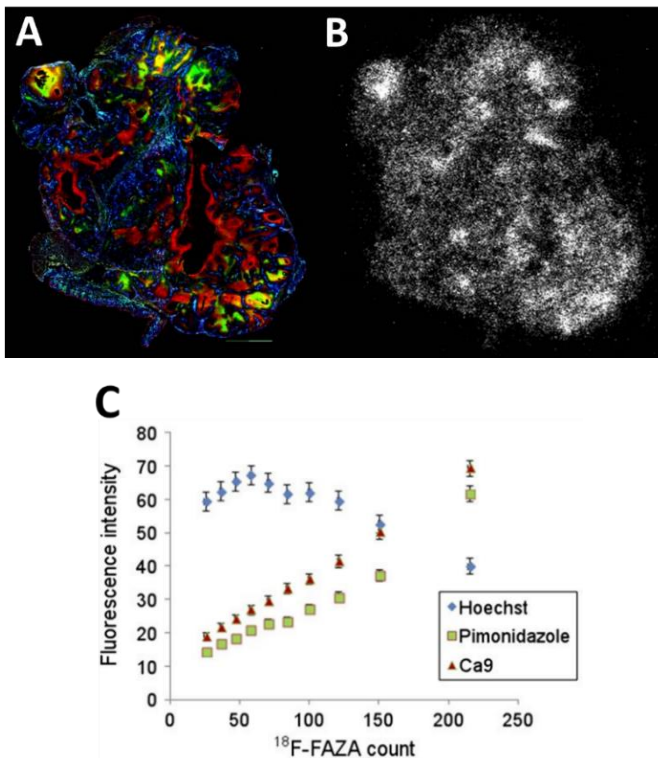 A
B
C
80
70
60
50
40
30
20
10
0
Fluorescence intensity
Hoechst
Pimonidazole
Ca9
0 50 100 150 200 250
¹⁸F-FAZA count